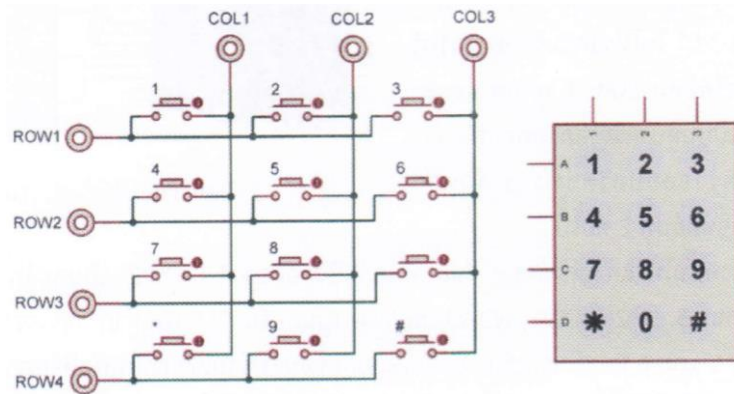 COL1 COL2 COL3
1 2 3
ROW1
4 5 6
ROW2
7 8
ROW3
* 9 #
ROW4
1 2 3
A 1 2 3
B 4 5 6
C 7 8 9
D * 0 #